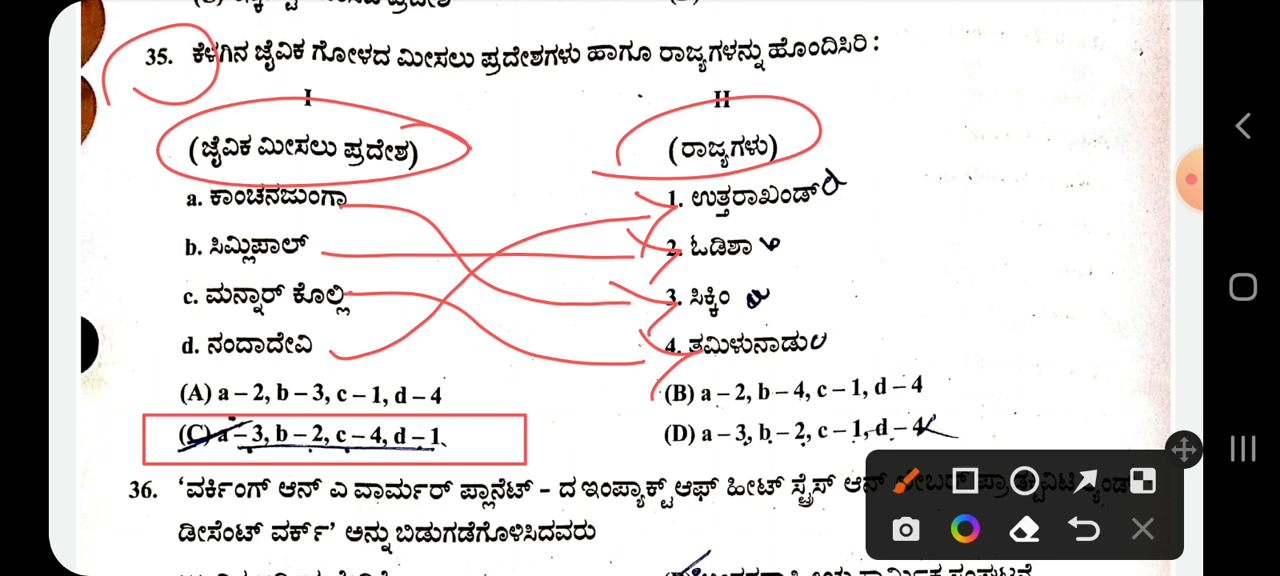 35. ಕೆಳಗಿನ ಜೈವಿಕ ಗೋಳದ ಮೀಸಲು ಪ್ರದೇಶಗಳು ಹಾಗೂ ರಾಜ್ಯಗಳನ್ನು ಹೊಂದಿಸಿರಿ :
I II
(ಜೈವಿಕ ಮೀಸಲು ಪ್ರದೇಶ) (ರಾಜ್ಯಗಳು)
a. ಕಾಂಚನಜುಂಗಾ 1. ಉತ್ತರಾಖಂಡ್ d
b. ಸಿಮ್ಲಿಪಾಲ್ 2. ಓಡಿಶಾ
c. ಮನ್ನಾರ್ ಕೊಲ್ಲಿ 3. ಸಿಕ್ಕಿಂ
d. ನಂದಾದೇವಿ 4. ತಮಿಳುನಾಡು
(A) a – 2, b – 3, c – 1, d – 4 (B) a – 2, b – 4, c – 1, d – 4
(C) a – 3, b – 2, c – 4, d – 1 (D) a – 3, b – 2, c – 1, d – 4
36. ‘ವರ್ಕಿಂಗ್ ಆನ್ ಎ ವಾರ್ಮರ್ ಪ್ಲಾನೆಟ್ – ದ ಇಂಪ್ಯಾಕ್ಟ್ ಆಫ್ ಹೀಟ್ ಸ್ಟ್ರೆಸ್ ಆನ್
ಡೀಸೆಂಟ್ ವರ್ಕ್’ ಅನ್ನು ಬಿಡುಗಡೆಗೊಳಿಸಿದವರು